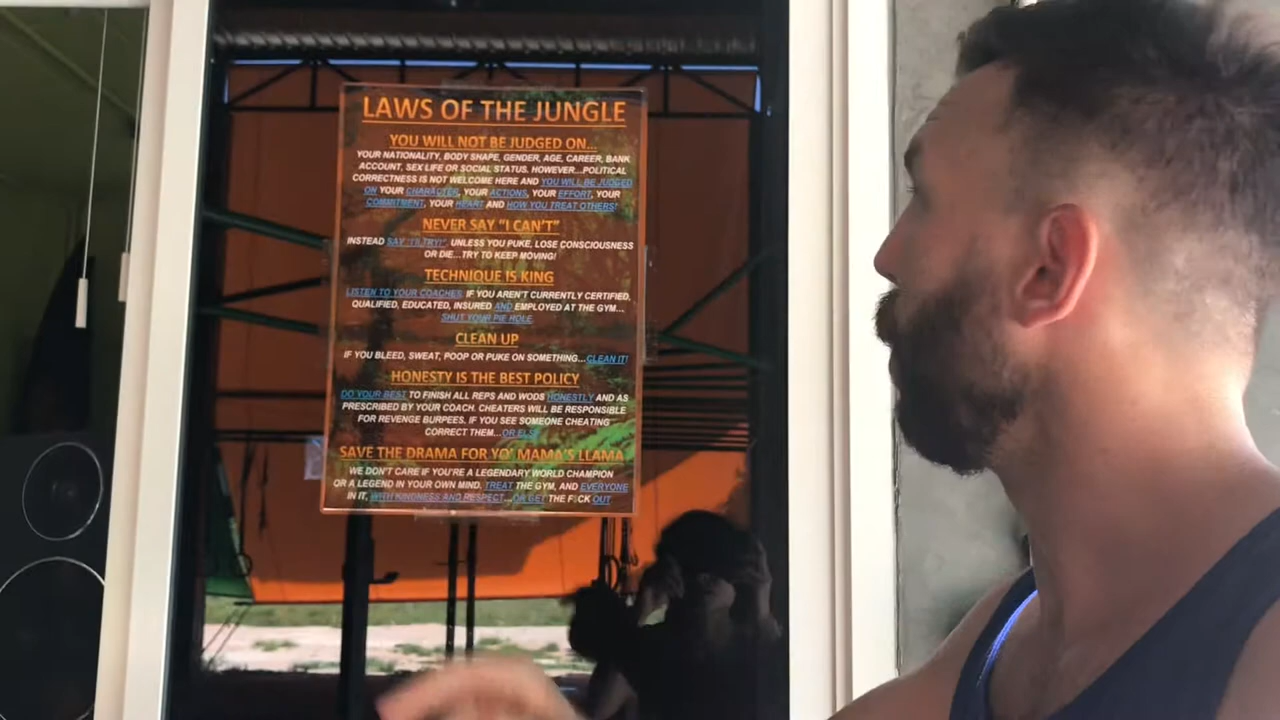 LAWS OF THE JUNGLE
YOU WILL NOT BE JUDGED ON...
YOUR NATIONALITY, BODY SHAPE, GENDER, AGE, CAREER, BANK
ACCOUNT, SEX LIFE OR SOCIAL STATUS. HOWEVER...POLITICAL
CORRECTNESS IS NOT WELCOME HERE AND YOU WILL BE JUDGED
ON YOUR CHARACTER, YOUR ACTIONS, YOUR EFFORT, YOUR
COMMITMENT, YOUR HEART AND HOW YOU TREAT OTHERS!
NEVER SAY "I CAN'T"
INSTEAD SAY "I'LL TRY!". UNLESS YOU PUKE, LOSE CONSCIOUSNESS
OR DIE...TRY TO KEEP MOVING!
TECHNIQUE IS KING
LISTEN TO YOUR COACHES. IF YOU AREN'T CURRENTLY CERTIFIED,
QUALIFIED, EDUCATED, INSURED AND EMPLOYED AT THE GYM...
SHUT YOUR PIE HOLE.
CLEAN UP
IF YOU BLEED, SWEAT, POOP OR PUKE ON SOMETHING...CLEAN IT!
HONESTY IS THE BEST POLICY
DO YOUR BEST TO FINISH ALL REPS AND WODS HONESTLY AND AS
PRESCRIBED BY YOUR COACH. CHEATERS WILL BE RESPONSIBLE
FOR REVENGE BURPEES. IF YOU SEE SOMEONE CHEATING
CORRECT THEM...OR ELSE
SAVE THE DRAMA FOR YO' MAMA'S LLAMA
WE DON'T CARE IF YOU'RE A LEGENDARY WORLD CHAMPION
OR A LEGEND IN YOUR OWN MIND, TREAT THE GYM, AND EVERYONE
IN IT, WITH KINDNESS AND RESPECT...OR GET THE F*CK OUT